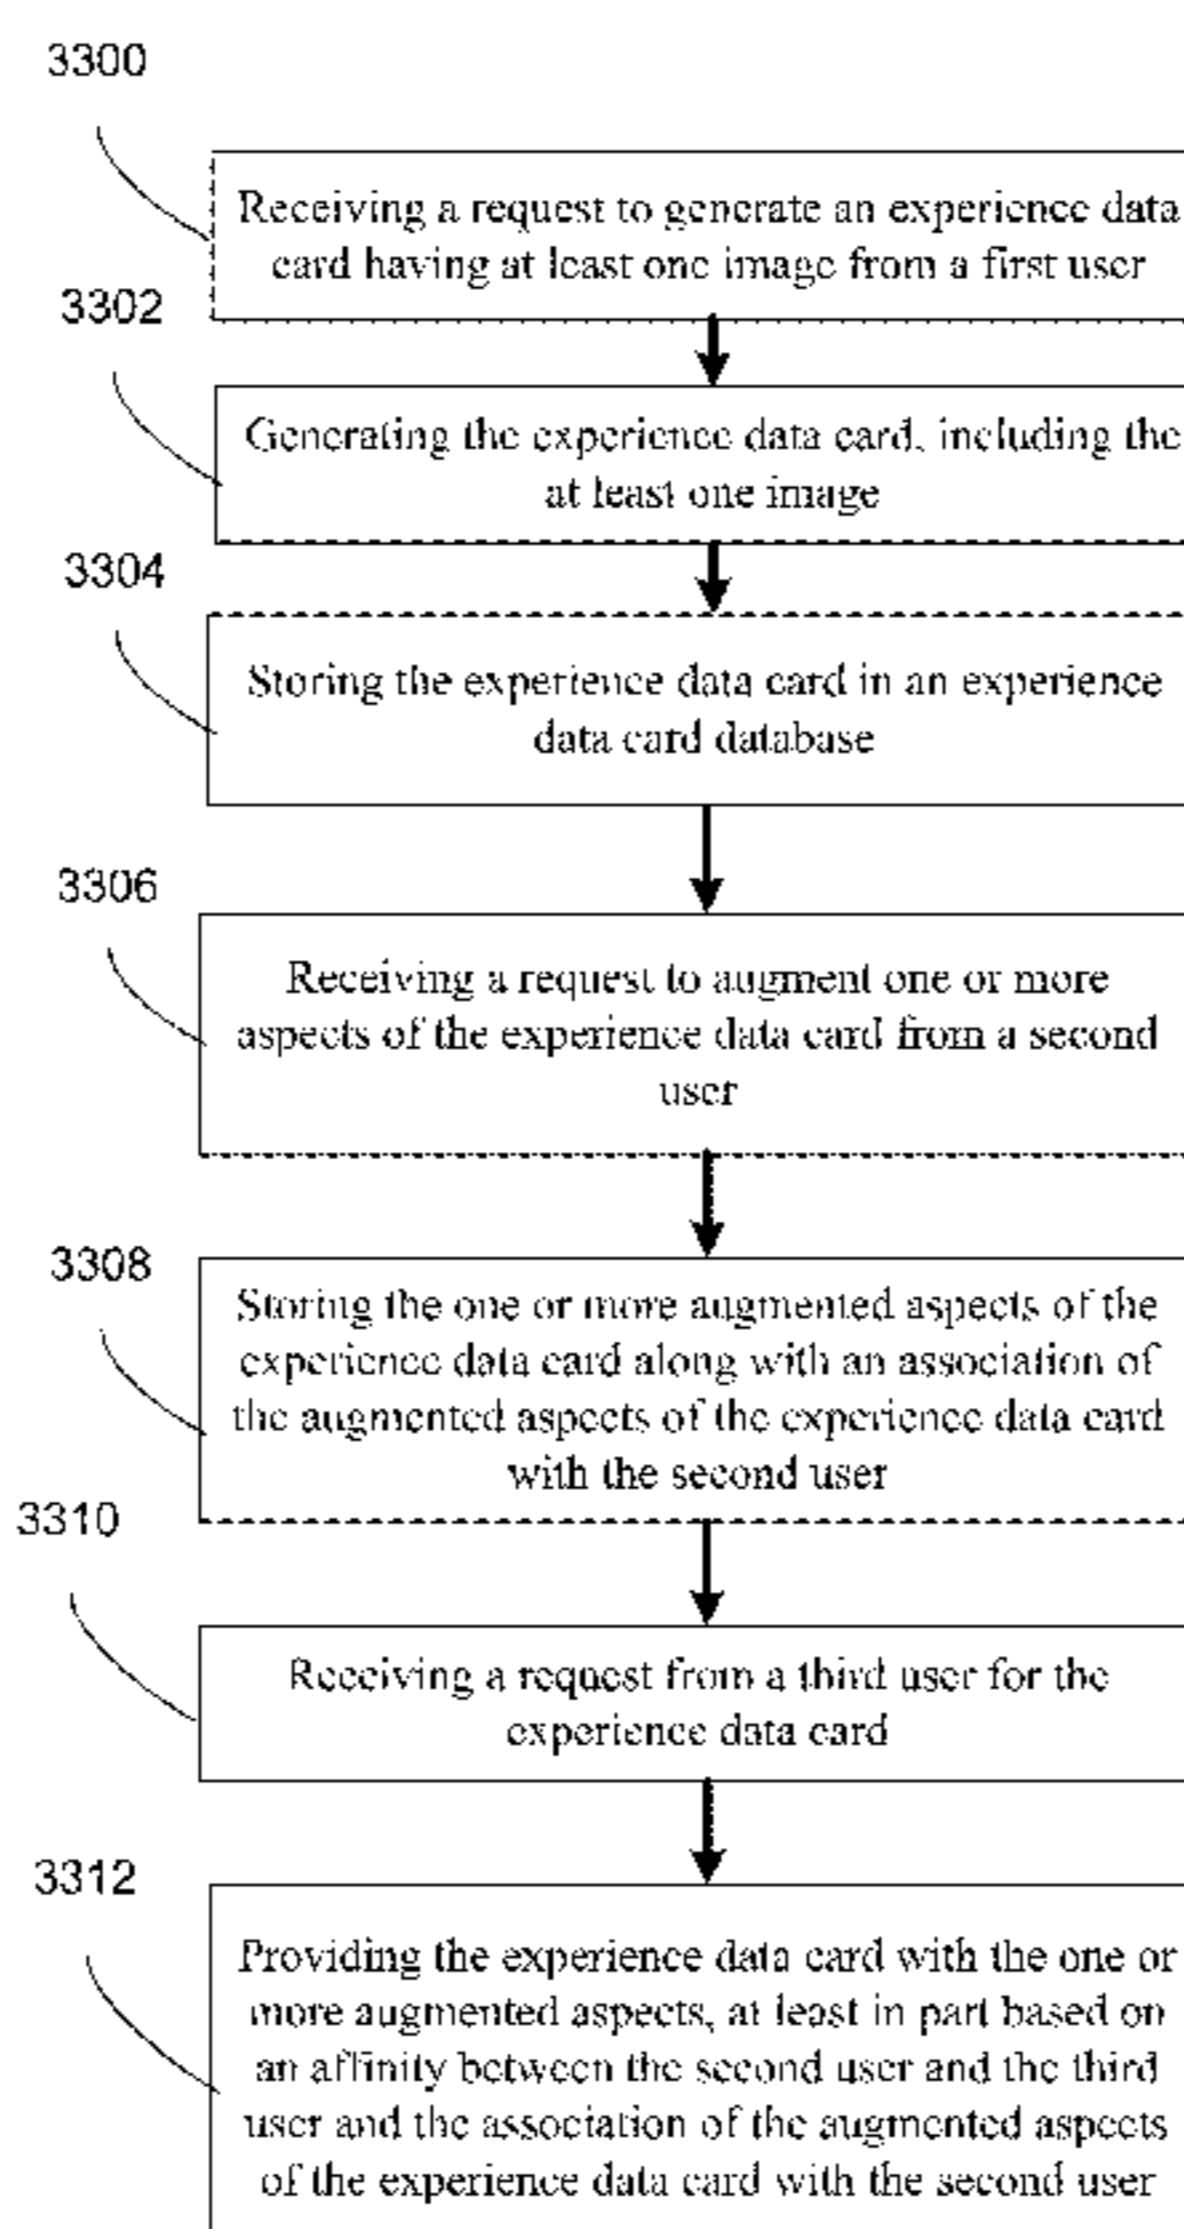 3300
Receiving a request to generate an experience data
card having at least one image from a first user
3302
Generating the experience data card, including the
at least one image
3304
Storing the experience data card in an experience
data card database
3306
Receiving a request to augment one or more
aspects of the experience data card from a second
user
3308
Storing the one or more augmented aspects of the
experience data card along with an association of
the augmented aspects of the experience data card
with the second user
3310
Receiving a request from a third user for the
experience data card
3312
Providing the experience data card with the one or
more augmented aspects, at least in part based on
an affinity between the second user and the third
user and the association of the augmented aspects
of the experience data card with the second user